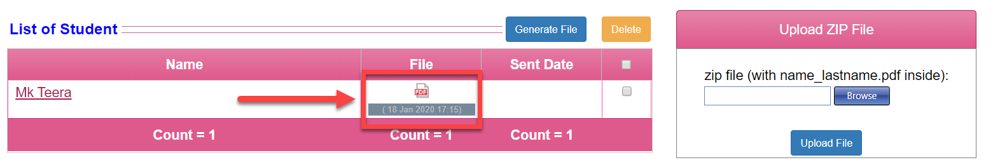 List of Student
Generate File
Delete
Name
File
Sent Date
Mk Teera
PDF
( 18 Jan 2020 17:15)
Count = 1
Count = 1
Count = 1
Upload ZIP File
zip file (with name_lastname.pdf inside):
Browse
Upload File